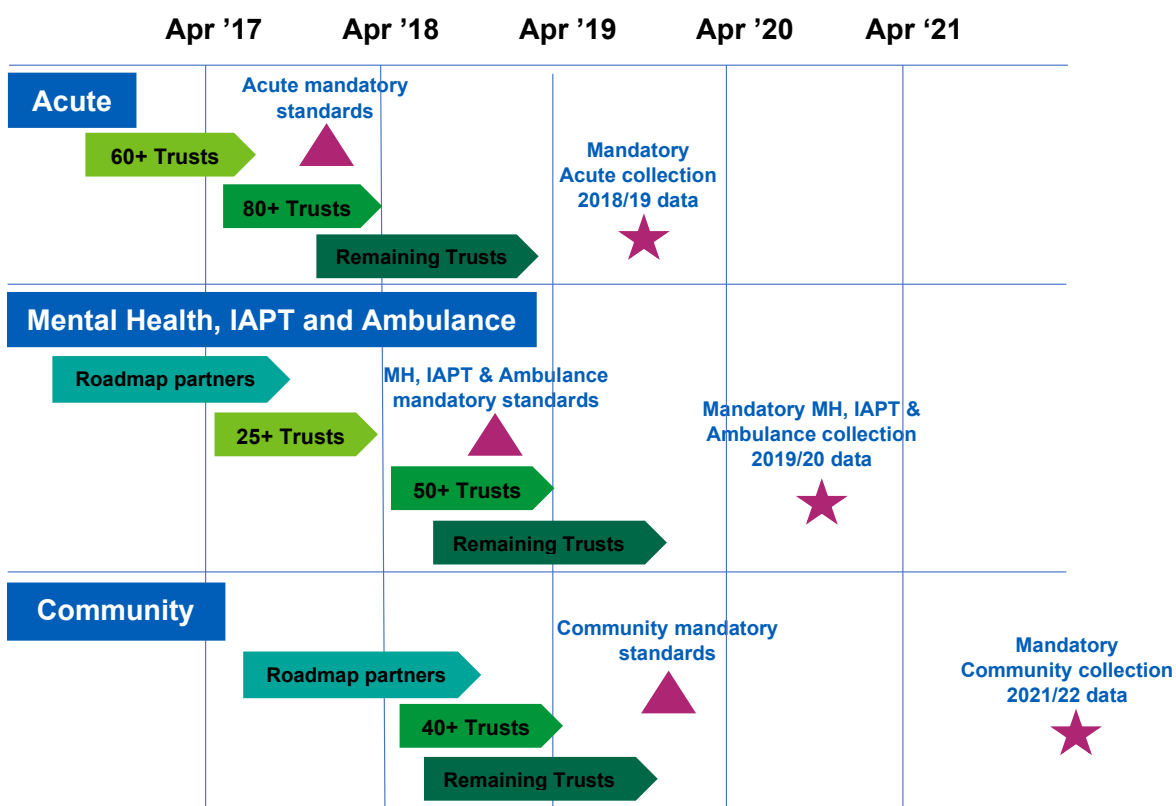 Apr ’17 Apr ’18 Apr ’19 Apr ’20 Apr ‘21
Acute
Acute mandatory
standards
60+ Trusts
80+ Trusts
Remaining Trusts
Mandatory
Acute collection
2018/19 data
Mental Health, IAPT and Ambulance
Roadmap partners
25+ Trusts
MH, IAPT & Ambulance
mandatory standards
50+ Trusts
Remaining Trusts
Mandatory MH, IAPT &
Ambulance collection
2019/20 data
Community
Roadmap partners
40+ Trusts
Remaining Trusts
Community mandatory
standards
Mandatory
Community collection
2021/22 data